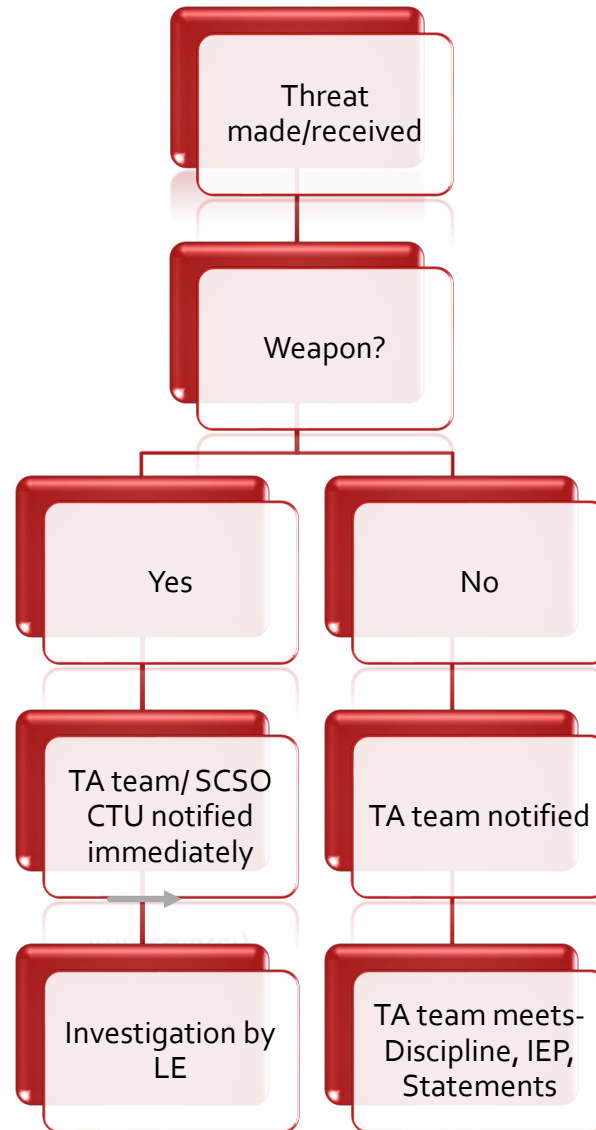 Threat
made/received
Weapon?
Yes
No
TA team/ SCSO
CTU notified
immediately
TA team notified
Investigation by
LE
TA team meets-
Discipline, IEP,
Statements